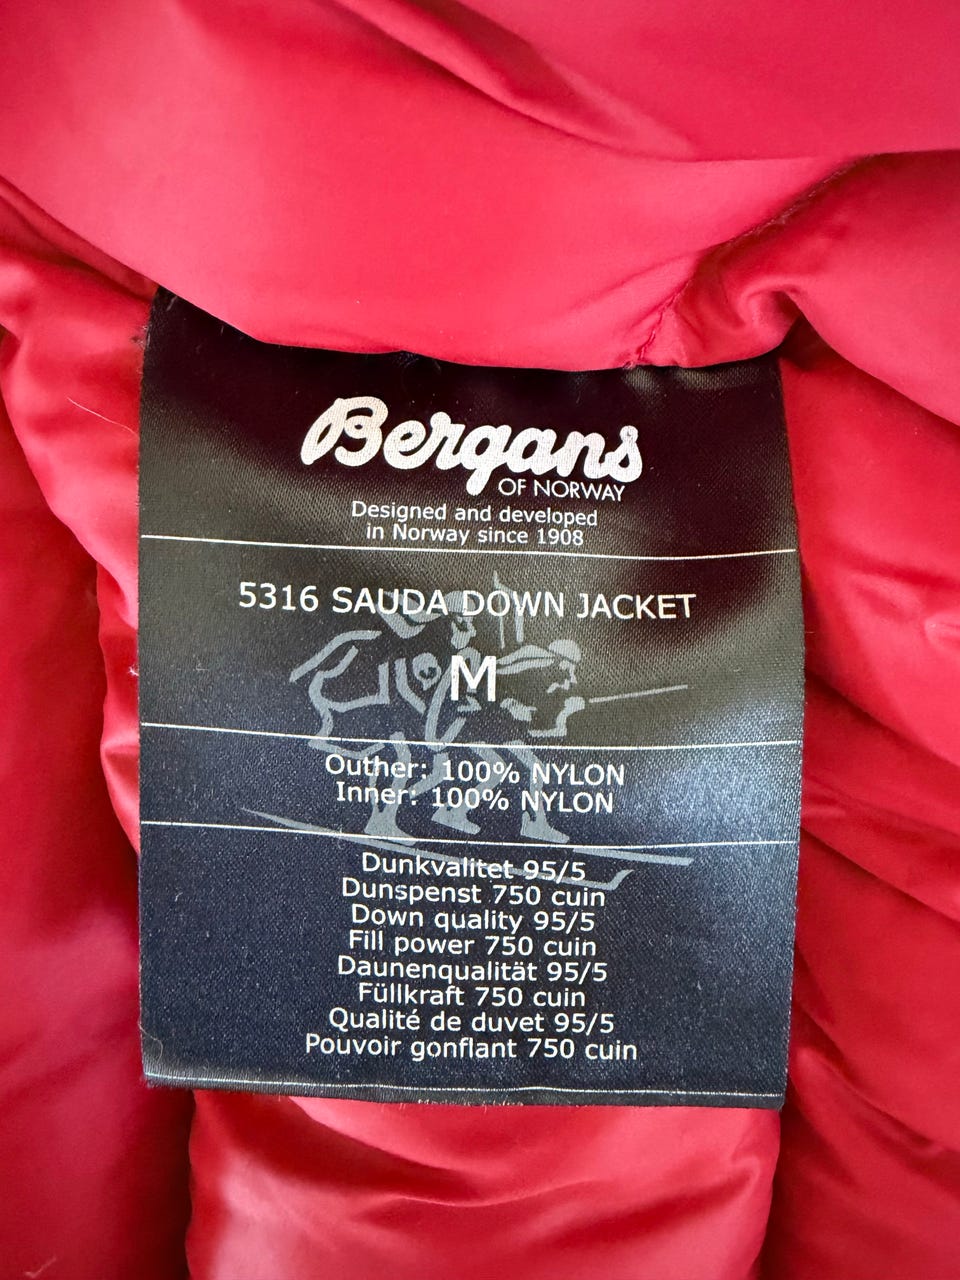 Bergans
OF NORWAY
Designed and developed
in Norway since 1908
5316 SAUDA DOWN JACKET
M
Outher: 100% NYLON
Inner: 100% NYLON
Dunkvalitet 95/5
Dunspenst 750 cuin
Down quality 95/5
Fill power 750 cuin
Daunenqualität 95/5
Füllkraft 750 cuin
Qualité de duvet 95/5
Pouvoir gonflant 750 cuin